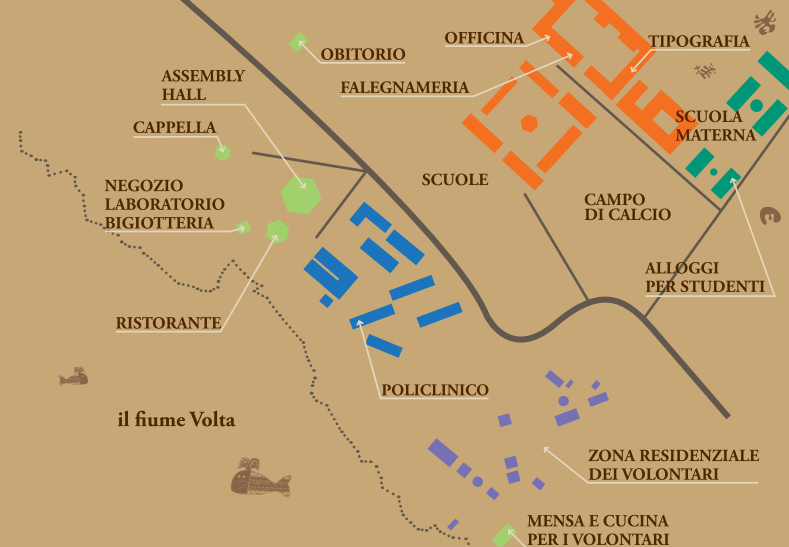 OFFICINA
TIPOGRAFIA
OBITORIO
ASSEMBLY
HALL
FALEGNAMERIA
SCUOLA
MATERNA
CAPPELLA
SCUOLE
NEGOZIO
LABORATORIO
BIGIOTTERIA
CAMPO
DI CALCIO
ALLOGGI
PER STUDENTI
RISTORANTE
POLICLINICO
il fiume Volta
ZONA RESIDENZIALE
DEI VOLONTARI
MENSA E CUCINA
PER I VOLONTARI